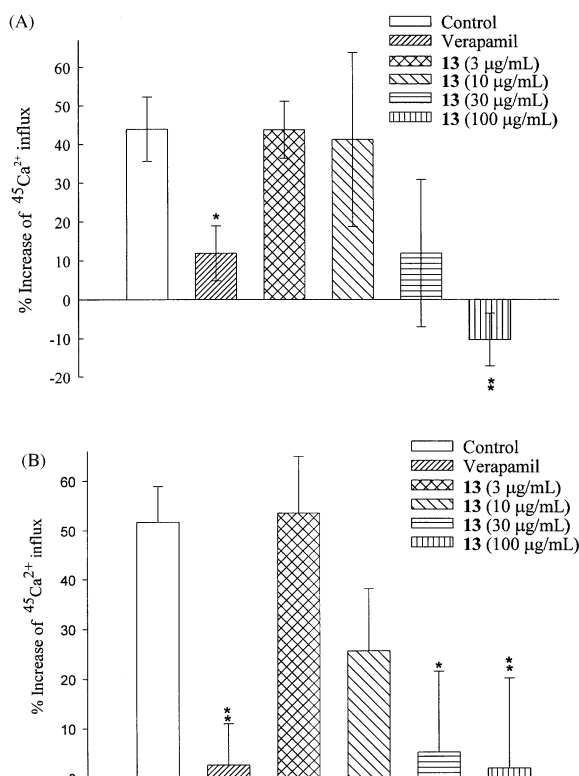 (A)
Control
Verapamil
13 (3 µg/mL)
13 (10 µg/mL)
13 (30 µg/mL)
13 (100 µg/mL)
% Increase of ⁴⁵Ca²⁺ influx
60
50
40
30
20
10
0
-10
-20
*
**
(B)
Control
Verapamil
13 (3 µg/mL)
13 (10 µg/mL)
13 (30 µg/mL)
13 (100 µg/mL)
% Increase of ⁴⁵Ca²⁺ influx
60
50
40
30
20
10
**
*
**